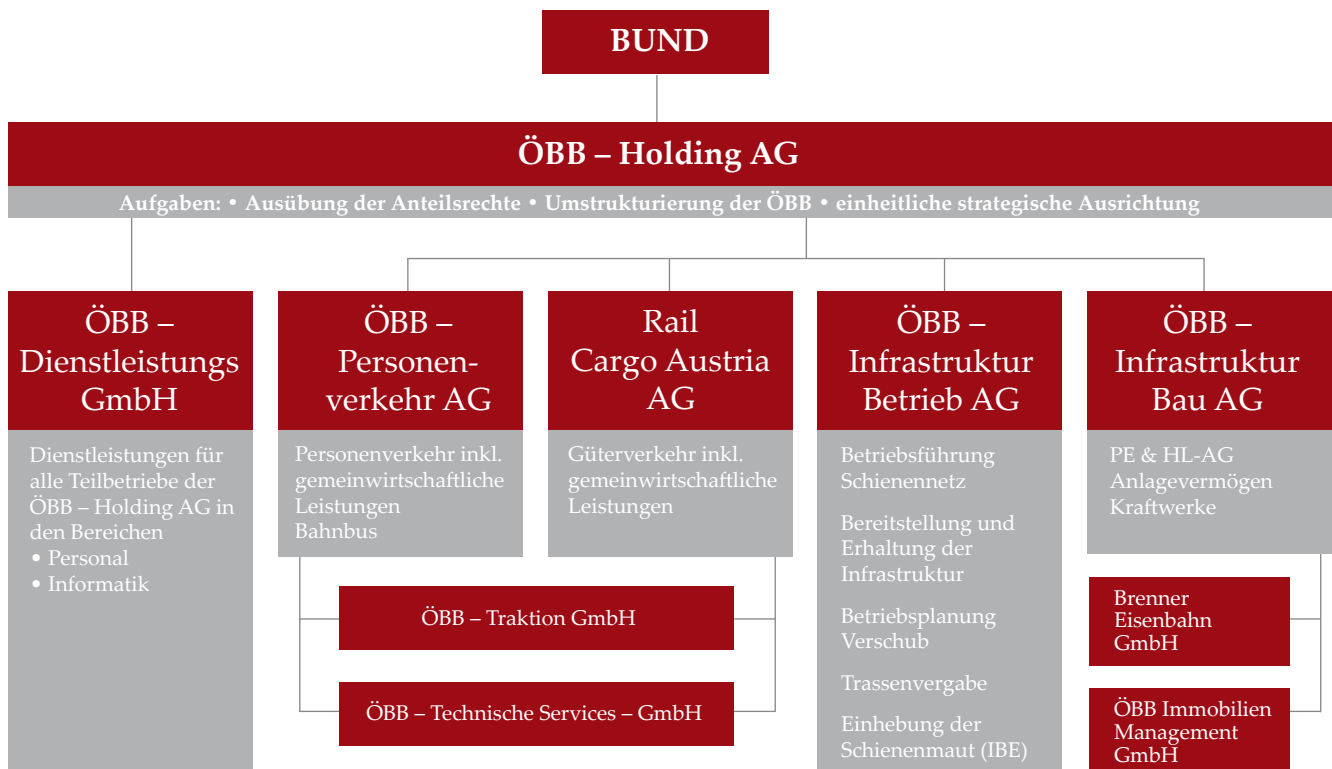 BUND
ÖBB – Holding AG
Aufgaben: • Ausübung der Anteilsrechte • Umstrukturierung der ÖBB • einheitliche strategische Ausrichtung
ÖBB –
Dienstleistungs
GmbH
Dienstleistungen für
alle Teilbetriebe der
ÖBB – Holding AG in
den Bereichen
• Personal
• Informatik
ÖBB –
Personen-
verkehr AG
Personenverkehr inkl.
gemeinwirtschaftliche
Leistungen
Bahnbus
Rail
Cargo Austria
AG
Güterverkehr inkl.
gemeinwirtschaftliche
Leistungen
ÖBB – Traktion GmbH
ÖBB – Technische Services – GmbH
ÖBB –
Infrastruktur
Betrieb AG
Betriebsführung
Schienennetz
Bereitstellung und
Erhaltung der
Infrastruktur
Betriebsplanung
Verschub
Trassenvergabe
Einhebung der
Schienenmaut (IBE)
ÖBB –
Infrastruktur
Bau AG
PE & HL-AG
Anlagevermögen
Kraftwerke
Brenner
Eisenbahn
GmbH
ÖBB Immobilien
Management
GmbH